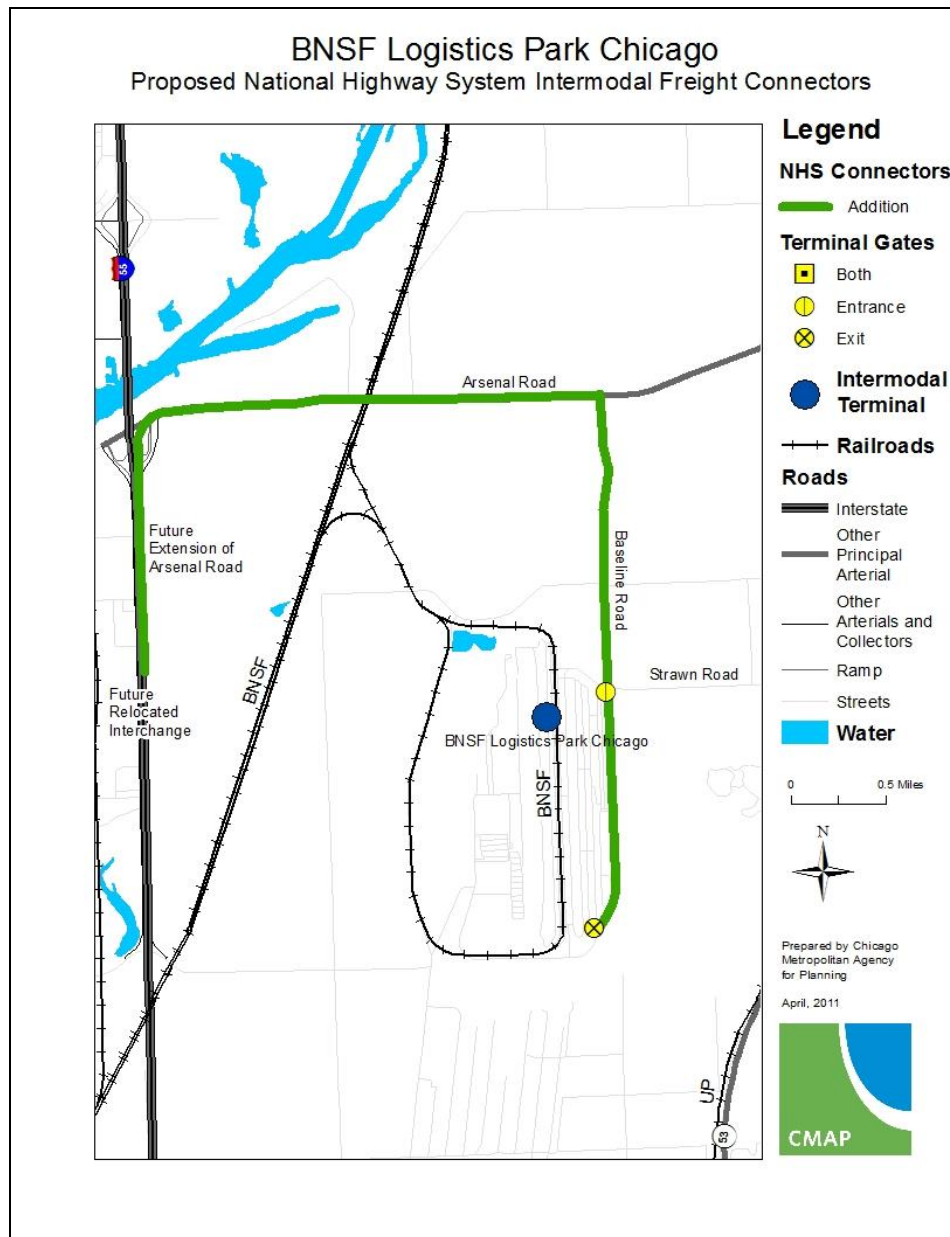 BNSF Logistics Park Chicago
Proposed National Highway System Intermodal Freight Connectors
55
Arsenal Road
Future
Extension of
Arsenal Road
Baseline Road
BNSF
Strawn Road
Future
Relocated
Interchange
BNSF Logistics Park Chicago
BNSF
UP
53
Legend
NHS Connectors
Addition
Terminal Gates
Both
Entrance
Exit
Intermodal
Terminal
Railroads
Roads
Interstate
Other
Principal
Arterial
Other
Arterials and
Collectors
Ramp
Streets
Water
0 0.5 Miles
N
Prepared by Chicago
Metropolitan Agency
for Planning
April, 2011
CMAP